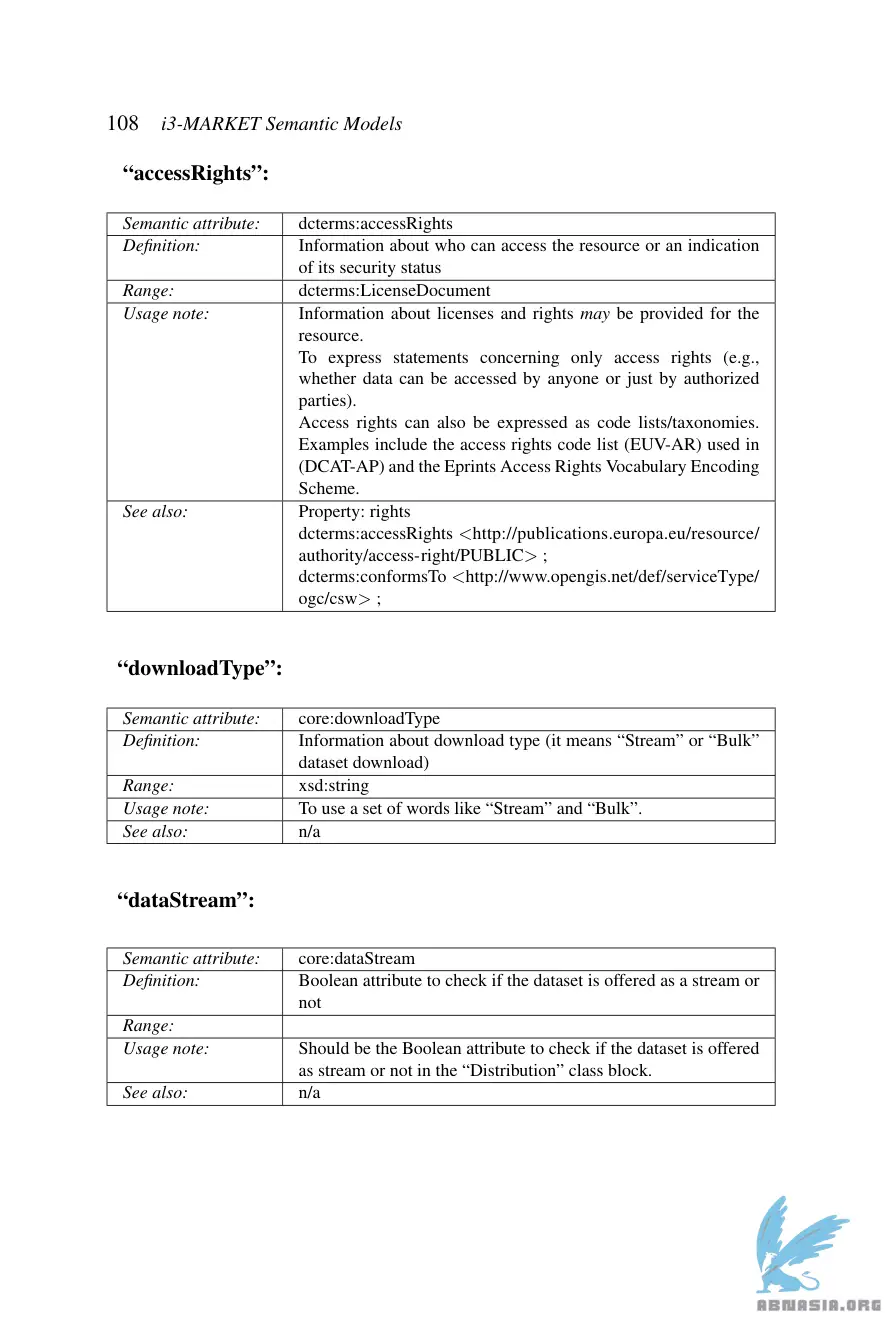 108 i3-MARKET Semantic Models
“accessRights”:
Semantic attribute: dcterms:accessRights
Definition: Information about who can access the resource or an indication
of its security status
Range: dcterms:LicenseDocument
Usage note: Information about licenses and rights may be provided for the
resource.
To express statements concerning only access rights (e.g.,
whether data can be accessed by anyone or just by authorized
parties).
Access rights can also be expressed as code lists/taxonomies.
Examples include the access rights code list (EUV-AR) used in
(DCAT-AP) and the Eprints Access Rights Vocabulary Encoding
Scheme.
See also: Property: rights
dcterms:accessRights <http://publications.europa.eu/resource/
authority/access-right/PUBLIC> ;
dcterms:conformsTo <http://www.opengis.net/def/serviceType/
ogc/csw> ;
“downloadType”:
Semantic attribute: core:downloadType
Definition: Information about download type (it means “Stream” or “Bulk”
dataset download)
Range: xsd:string
Usage note: To use a set of words like “Stream” and “Bulk”.
See also: n/a
“dataStream”:
Semantic attribute: core:dataStream
Definition: Boolean attribute to check if the dataset is offered as a stream or
not
Range:
Usage note: Should be the Boolean attribute to check if the dataset is offered
as stream or not in the “Distribution” class block.
See also: n/a
ABNASIA.ORG